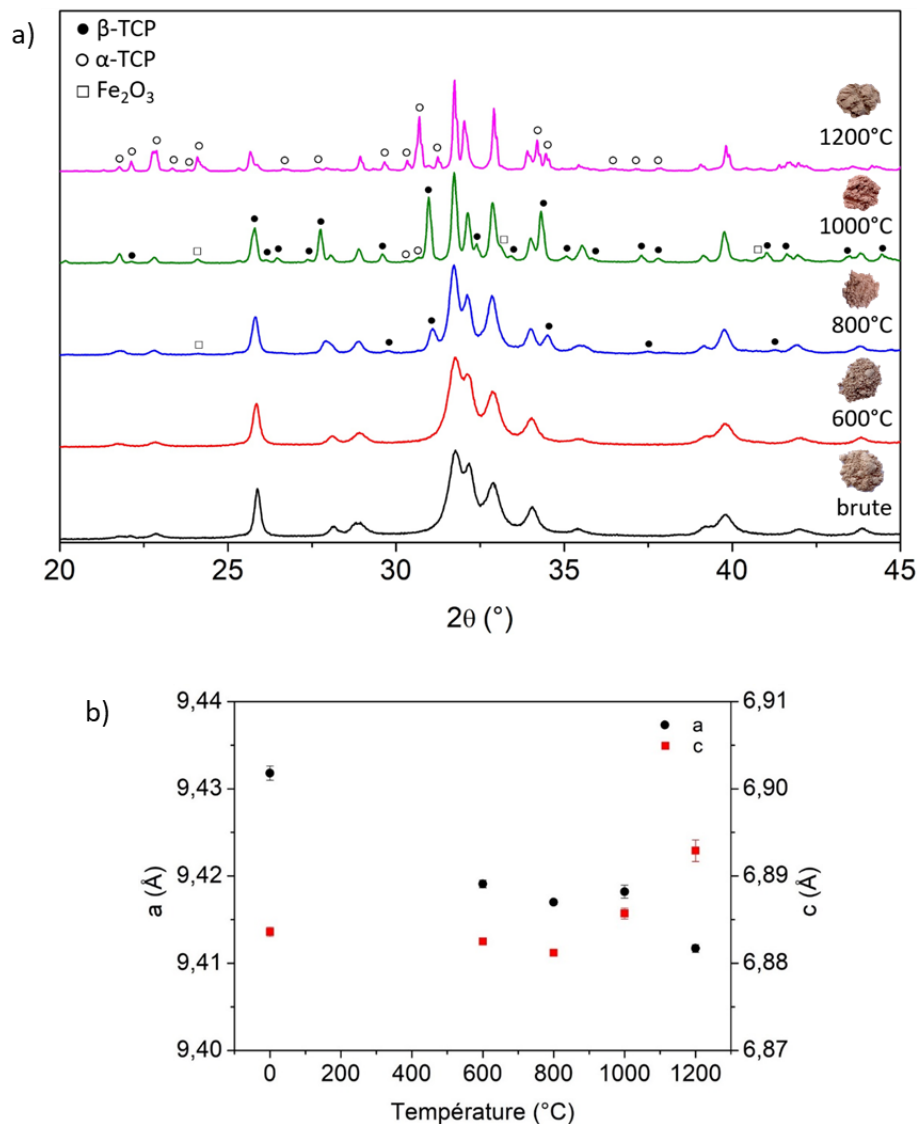 a)
● β-TCP
○ α-TCP
□ Fe₂O₃
1200°C
1000°C
800°C
600°C
brute
20 25 30 35 40 45
2θ (°)
b)
9,44 6,91
● a
■ c
9,43 6,90
9,42 6,89
9,41 6,88
9,40 6,87
a (Å)
c (Å)
0 200 400 600 800 1000 1200
Température (°C)